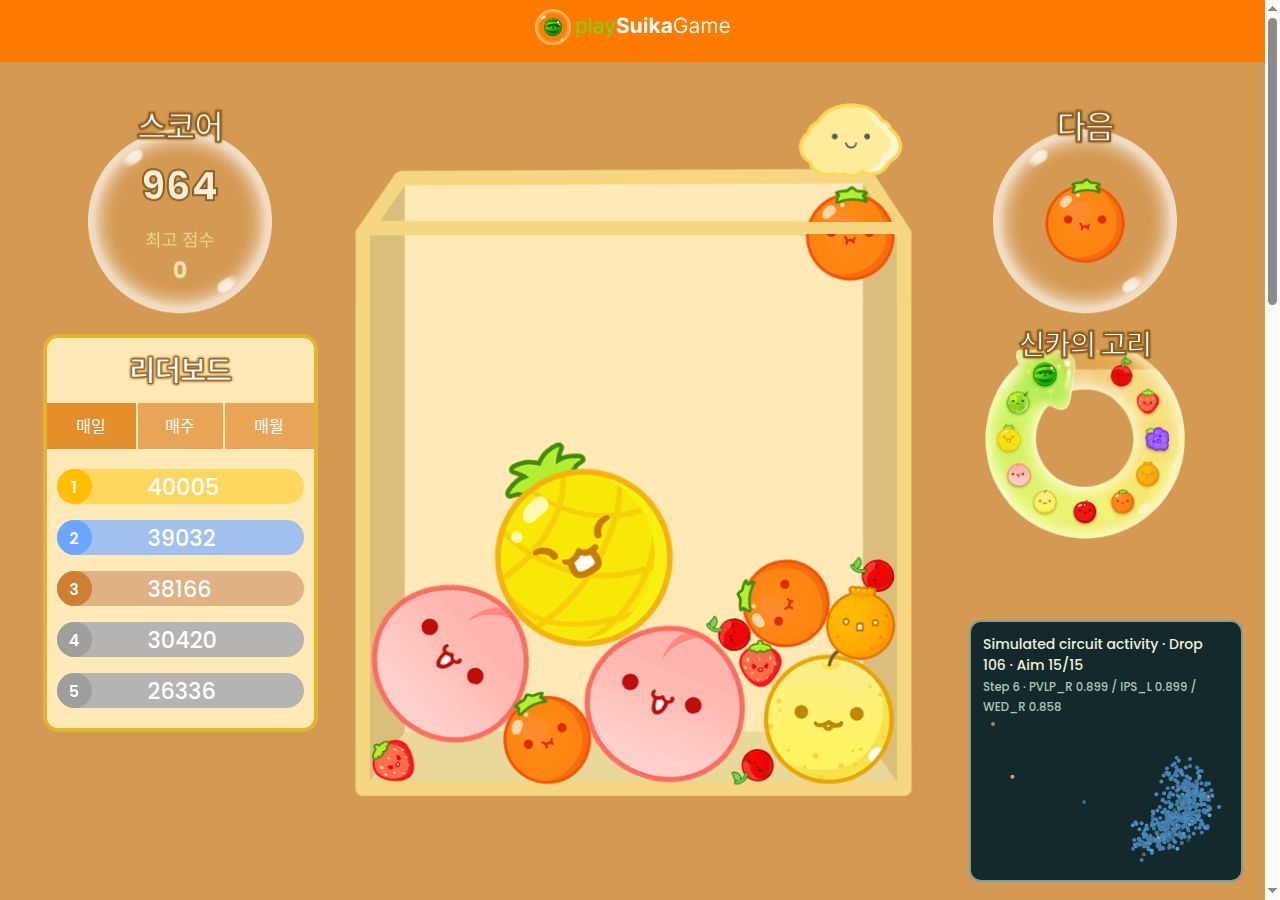 playSuikaGame
스코어
964
최고 점수
0
리더보드
매일 매주 매월
1 40005
2 39032
3 38166
4 30420
5 26336
다음
신카의 고리
Simulated circuit activity · Drop
106 · Aim 15/15
Step 6 · PVLP_R 0.899 / IPS_L 0.899 /
WED_R 0.858